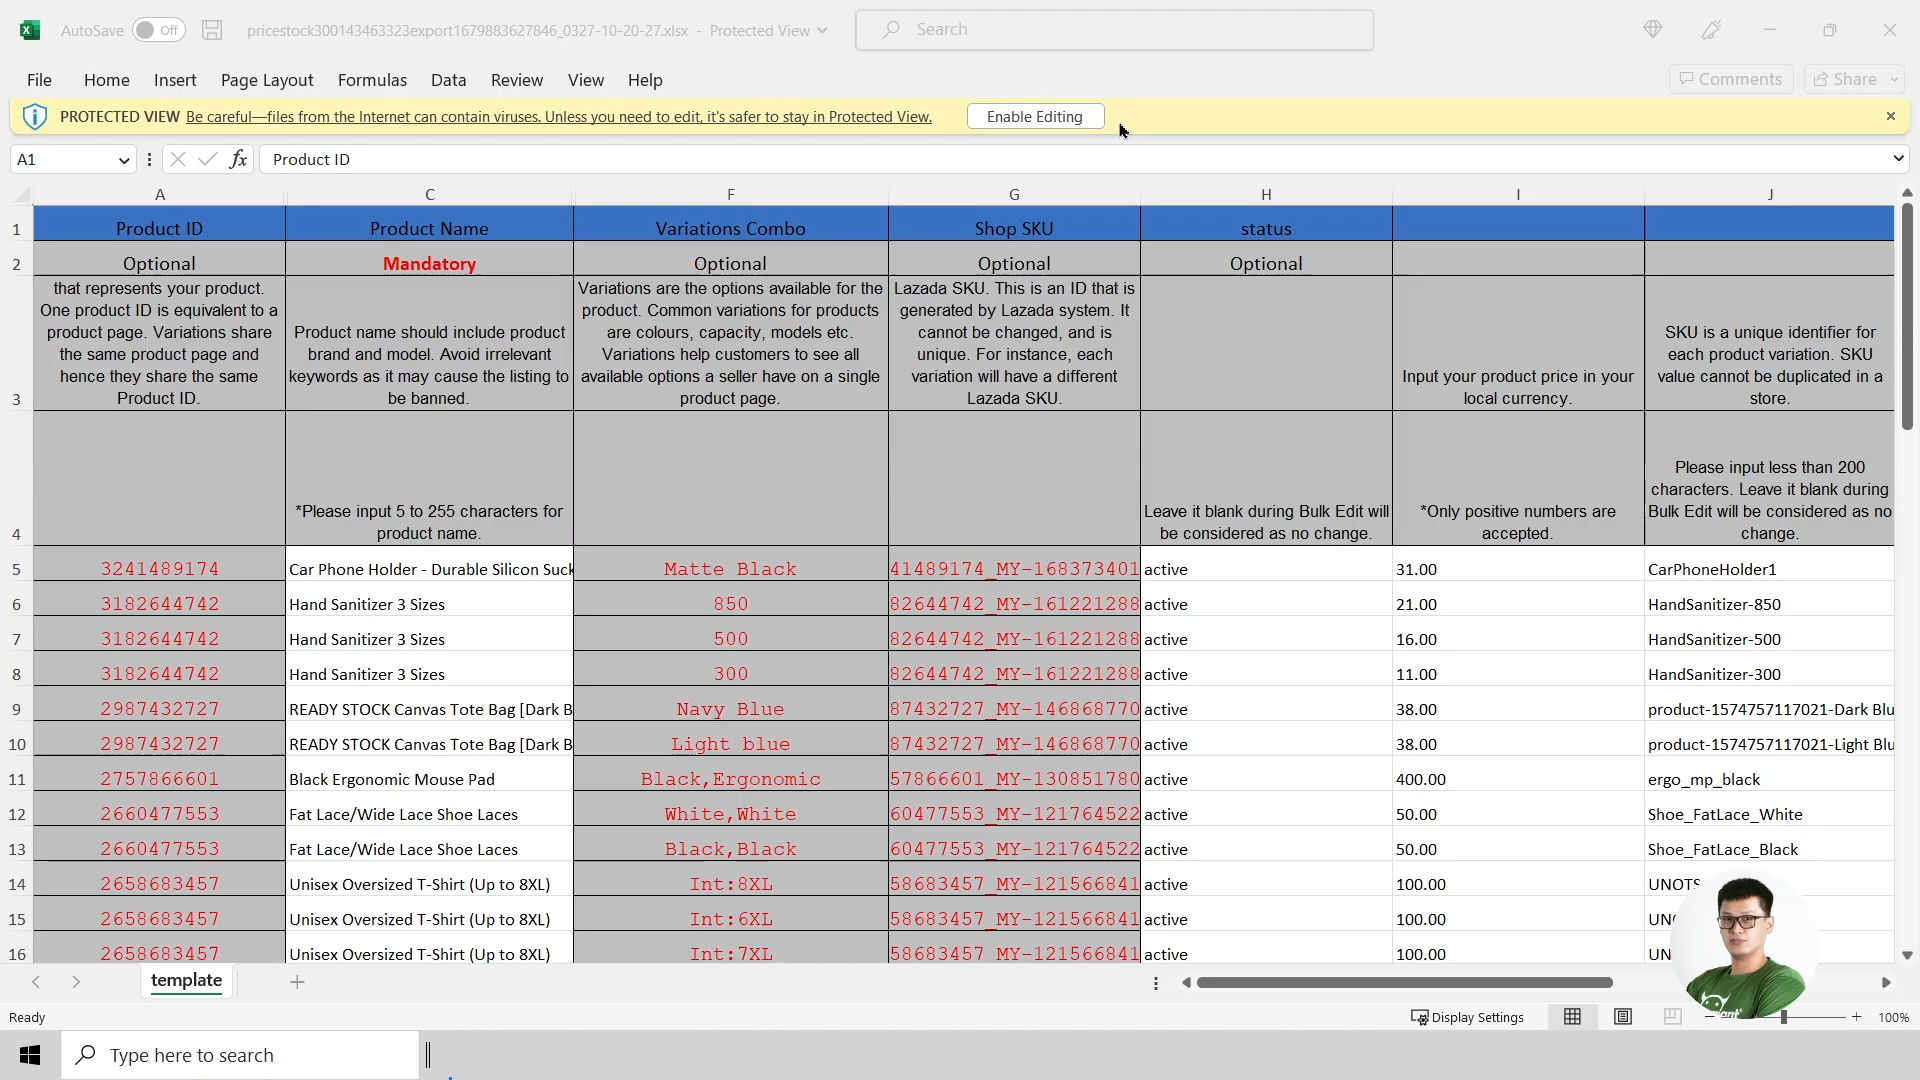 AutoSave Off pricestock300143463323export1679883627846_0327-10-20-27.xlsx - Protected View Search
File Home Insert Page Layout Formulas Data Review View Help Comments Share
PROTECTED VIEW Be careful—files from the Internet can contain viruses. Unless you need to edit, it's safer to stay in Protected View. Enable Editing
A1 fx Product ID
A C F G H I J
1 Product ID Product Name Variations Combo Shop SKU status
2 Optional Mandatory Optional Optional Optional
that represents your product.
One product ID is equivalent to a
product page. Variations share
the same product page and
hence they share the same
Product ID.
Product name should include product
brand and model. Avoid irrelevant
keywords as it may cause the listing to
be banned.
Variations are the options available for the
product. Common variations for products
are colours, capacity, models etc.
Variations help customers to see all
available options a seller have on a single
product page.
Lazada SKU. This is an ID that is
generated by Lazada system. It
cannot be changed, and is
unique. For instance, each
variation will have a different
Lazada SKU.
Input your product price in your
local currency.
SKU is a unique identifier for
each product variation. SKU
value cannot be duplicated in a
store.
3
*Please input 5 to 255 characters for
product name.
Leave it blank during Bulk Edit will
be considered as no change.
*Only positive numbers are
accepted.
Please input less than 200
characters. Leave it blank during
Bulk Edit will be considered as no
change.
4
5 3241489174 Car Phone Holder - Durable Silicon Suck Matte Black 41489174_MY-168373401 active 31.00 CarPhoneHolder1
6 3182644742 Hand Sanitizer 3 Sizes 850 82644742_MY-161221288 active 21.00 HandSanitizer-850
7 3182644742 Hand Sanitizer 3 Sizes 500 82644742_MY-161221288 active 16.00 HandSanitizer-500
8 3182644742 Hand Sanitizer 3 Sizes 300 82644742_MY-161221288 active 11.00 HandSanitizer-300
9 2987432727 READY STOCK Canvas Tote Bag [Dark B Navy Blue 87432727_MY-146868770 active 38.00 product-1574757117021-Dark Blu
10 2987432727 READY STOCK Canvas Tote Bag [Dark B Light blue 87432727_MY-146868770 active 38.00 product-1574757117021-Light Blu
11 2757866601 Black Ergonomic Mouse Pad Black,Ergonomic 57866601_MY-130851780 active 400.00 ergo_mp_black
12 2660477553 Fat Lace/Wide Lace Shoe Laces White,White 60477553_MY-121764522 active 50.00 Shoe_FatLace_White
13 2660477553 Fat Lace/Wide Lace Shoe Laces Black,Black 60477553_MY-121764522 active 50.00 Shoe_FatLace_Black
14 2658683457 Unisex Oversized T-Shirt (Up to 8XL) Int:8XL 58683457_MY-121566841 active 100.00 UNOTS
15 2658683457 Unisex Oversized T-Shirt (Up to 8XL) Int:6XL 58683457_MY-121566841 active 100.00
16 2658683457 Unisex Oversized T-Shirt (Up to 8XL) Int:7XL 58683457_MY-121566841 active 100.00 UN
template
Ready Display Settings 100%
Type here to search